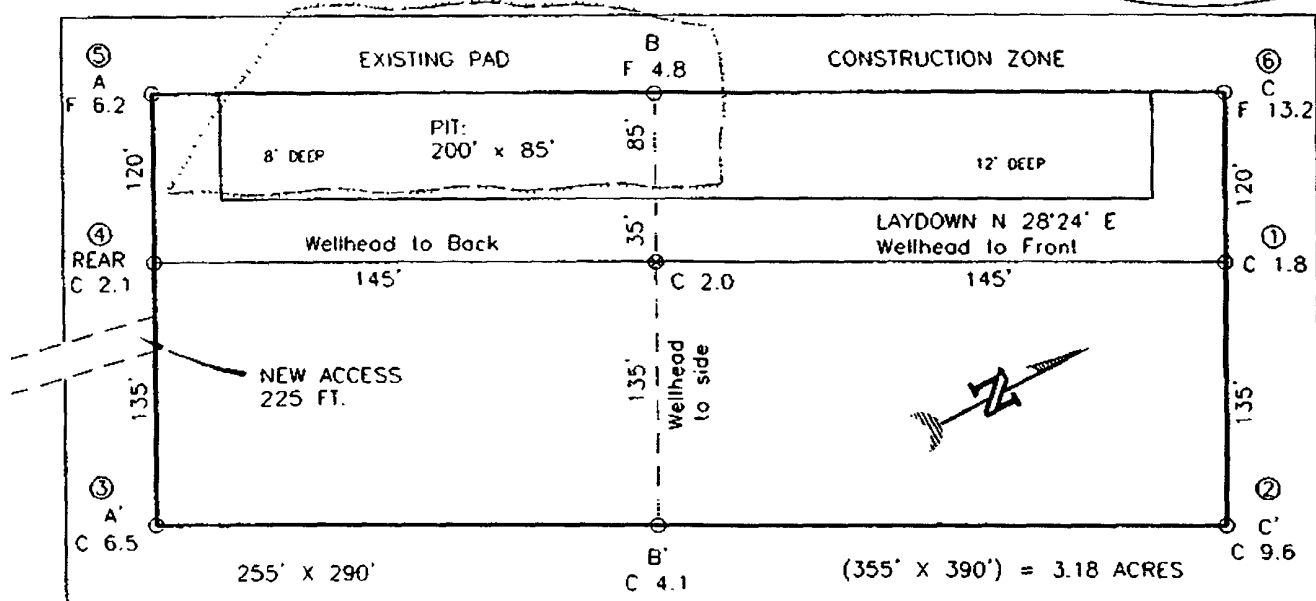 ⑤
A
F 6.2
EXISTING PAD
B
F 4.8
CONSTRUCTION ZONE
⑥
C
F 13.2
120'
8' DEEP
PIT:
200' x 85'
85'
12' DEEP
120'
④
REAR
C 2.1
Wellhead to Back
145'
35'
C 2.0
LAYDOWN N 28°24' E
Wellhead to Front
145'
①
C 1.8
NEW ACCESS
225 FT.
135'
135'
Wellhead
to side
N
135'
③
A'
C 6.5
②
C'
C 9.6
255' X 290'
B'
C 4.1
(355' X 390') = 3.18 ACRES